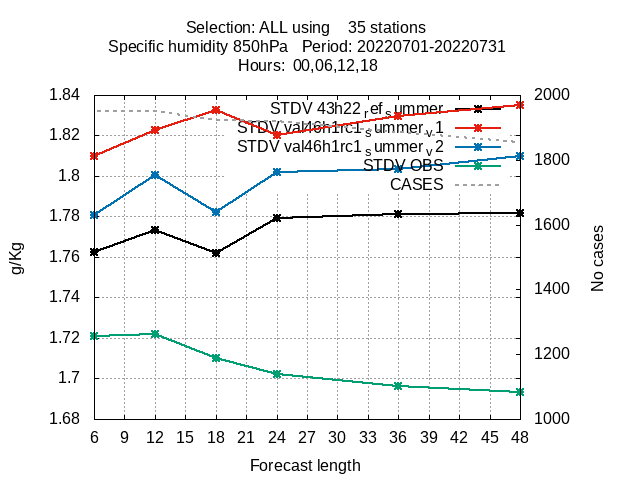 Selection: ALL using 35 stations
Specific humidity 850hPa Period: 20220701-20220731
Hours: 00,06,12,18
1.84
1.82
1.8
1.78
1.76
1.74
1.72
1.7
1.68
g/Kg
STDV 43h22ref_summer
STDV val46h1rc1summerv1
STDV val46h1rc1summerv2
STDV OBS
CASES
2000
1800
1600
1400
1200
1000
No cases
6 9 12 15 18 21 24 27 30 33 36 39 42 45 48
Forecast length